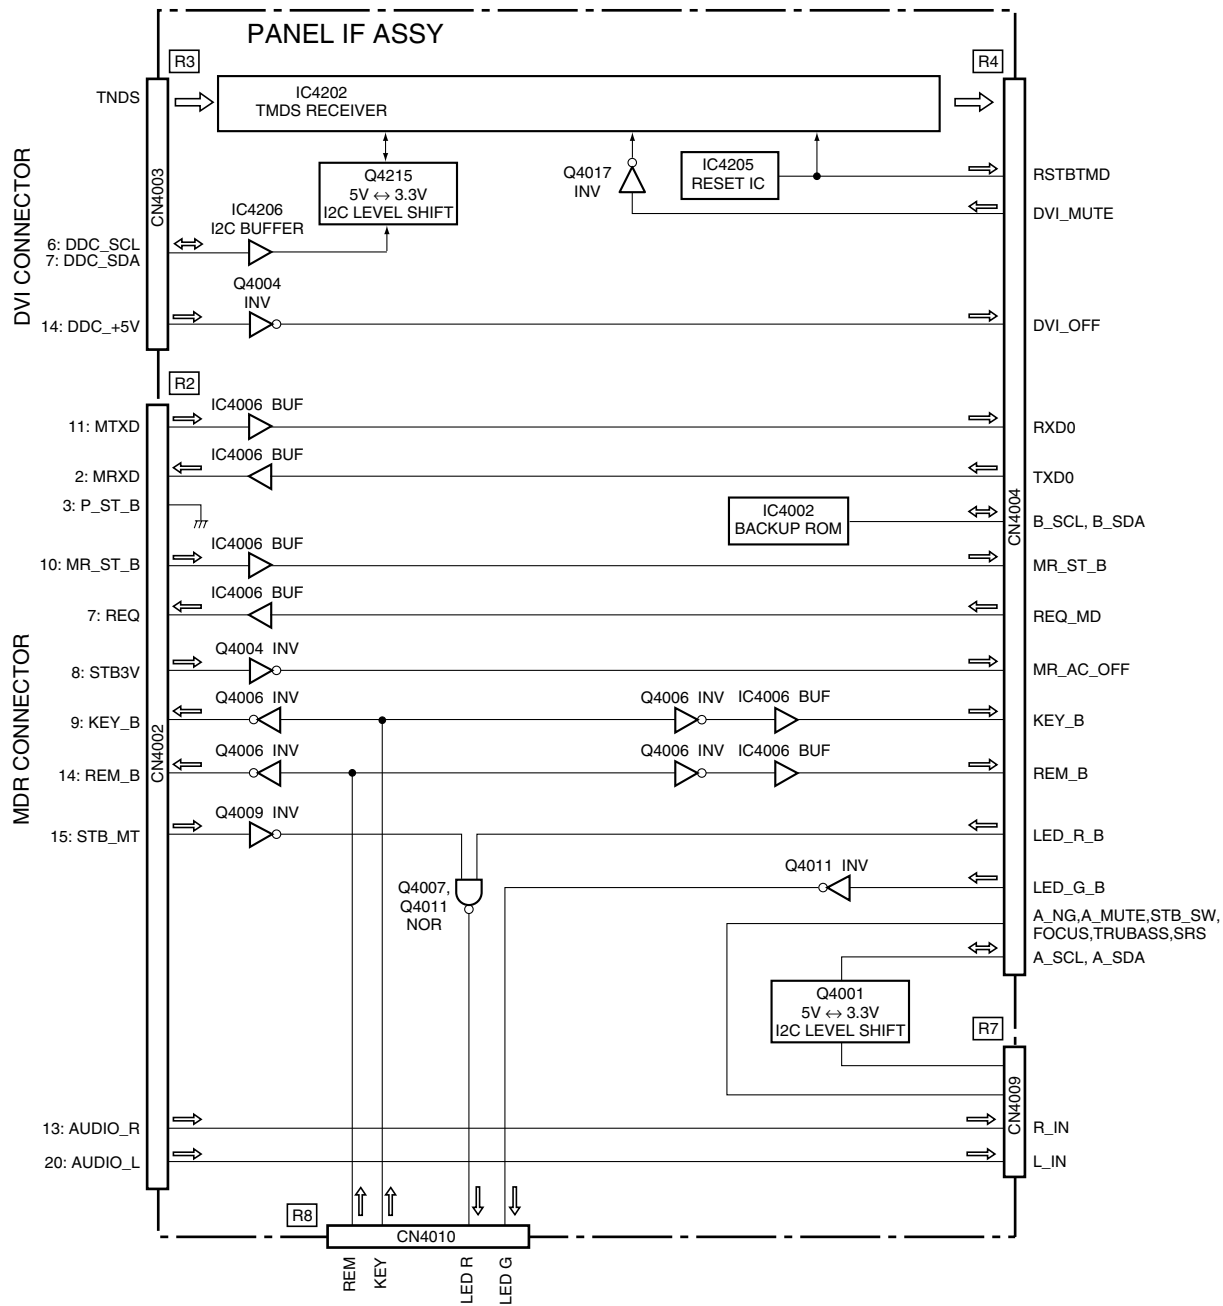 PANEL IF ASSY
R3
R4
TNDS
IC4202
TMDS RECEIVER
DVI CONNECTOR
CN4003
Q4215
5V ↔ 3.3V
I2C LEVEL SHIFT
Q4017
INV
IC4205
RESET IC
RSTBTMD
DVI_MUTE
IC4206
I2C BUFFER
6: DDC_SCL
7: DDC_SDA
Q4004
INV
14: DDC_+5V
DVI_OFF
R2
IC4006 BUF
11: MTXD
RXD0
IC4006 BUF
2: MRXD
TXD0
3: P_ST_B
IC4002
BACKUP ROM
CN4004
B_SCL, B_SDA
IC4006 BUF
10: MR_ST_B
MR_ST_B
IC4006 BUF
7: REQ
REQ_MD
MDR CONNECTOR
Q4004 INV
8: STB3V
MR_AC_OFF
Q4006 INV
Q4006 INV
IC4006 BUF
9: KEY_B
KEY_B
CN4002
Q4006 INV
Q4006 INV
IC4006 BUF
14: REM_B
REM_B
Q4009 INV
15: STB_MT
LED_R_B
Q4007,
Q4011
NOR
Q4011 INV
LED_G_B
A_NG,A_MUTE,STB_SW,
FOCUS,TRUBASS,SRS
A_SCL, A_SDA
Q4001
5V ↔ 3.3V
I2C LEVEL SHIFT
R7
CN4009
13: AUDIO_R
R_IN
20: AUDIO_L
L_IN
R8
CN4010
REM
KEY
LED R
LED G